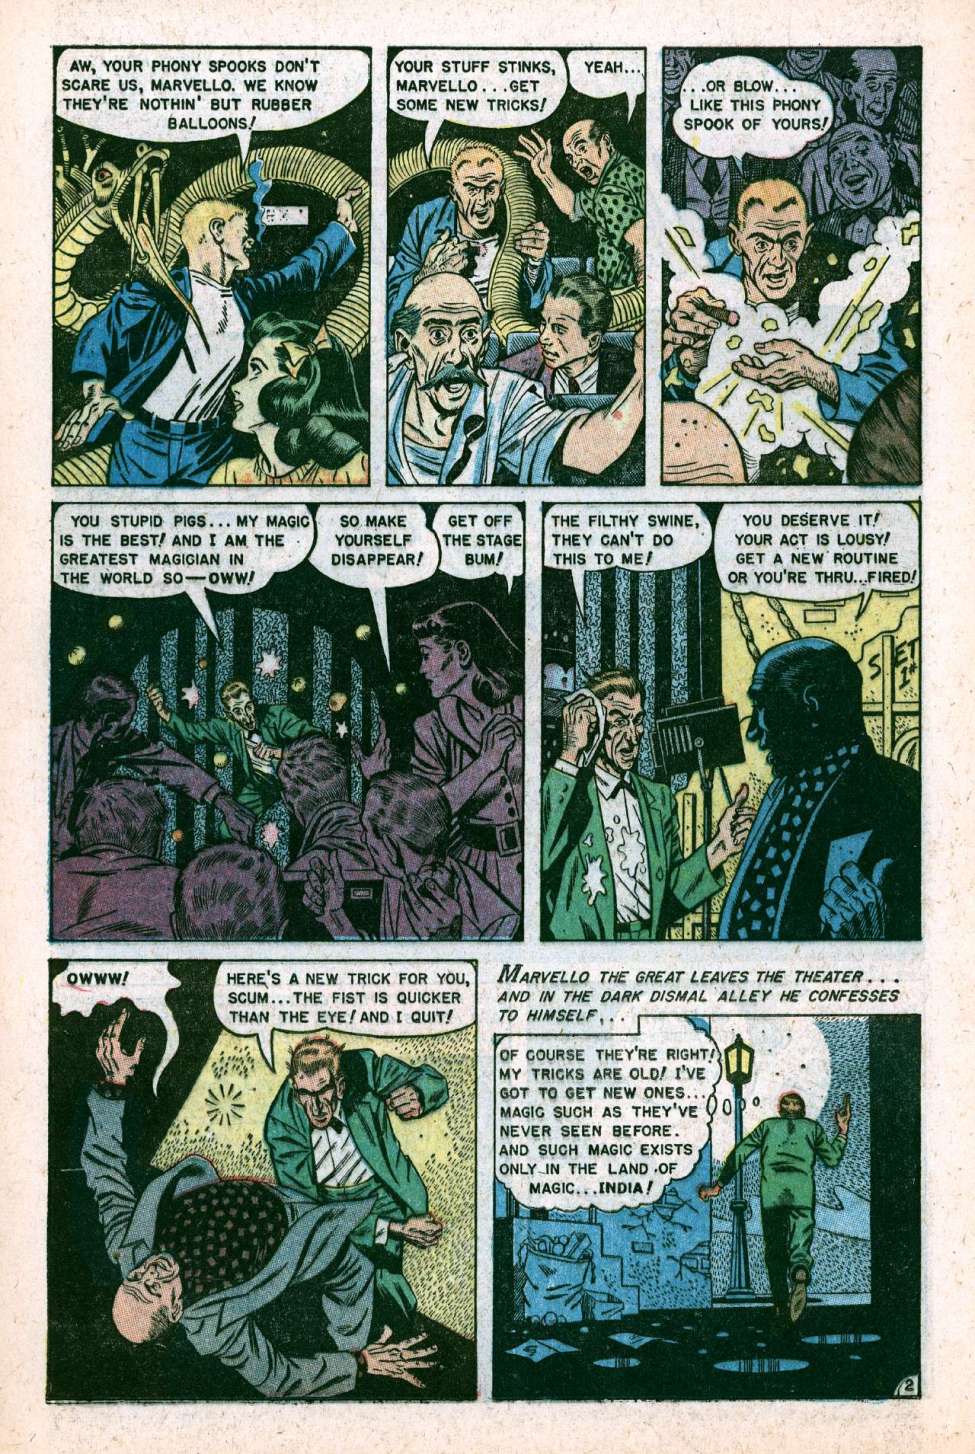 AW, YOUR PHONY SPOOKS DON'T
SCARE US, MARVELLO. WE KNOW
THEY'RE NOTHIN' BUT RUBBER
BALLOONS!
YOUR STUFF STINKS,
MARVELLO...GET
SOME NEW TRICKS!
YEAH...
...OR BLOW...
LIKE THIS PHONY
SPOOK OF YOURS!
YOU STUPID PIGS... MY MAGIC
IS THE BEST! AND I AM THE
GREATEST MAGICIAN IN
THE WORLD SO--OWW!
SO MAKE
YOURSELF
DISAPPEAR!
GET OFF
THE STAGE
BUM!
THE FILTHY SWINE,
THEY CAN'T DO
THIS TO ME!
YOU DESERVE IT!
YOUR ACT IS LOUSY!
GET A NEW ROUTINE
OR YOU'RE THRU...FIRED!
SET
1#
OWWW!
HERE'S A NEW TRICK FOR YOU,
SCUM...THE FIST IS QUICKER
THAN THE EYE! AND I QUIT!
MARVELLO THE GREAT LEAVES THE THEATER...
AND IN THE DARK DISMAL ALLEY HE CONFESSES
TO HIMSELF...
OF COURSE THEY'RE RIGHT!
MY TRICKS ARE OLD! I'VE
GOT TO GET NEW ONES...
MAGIC SUCH AS THEY'VE
NEVER SEEN BEFORE.
AND SUCH MAGIC EXISTS
ONLY IN THE LAND OF
MAGIC...INDIA!
2